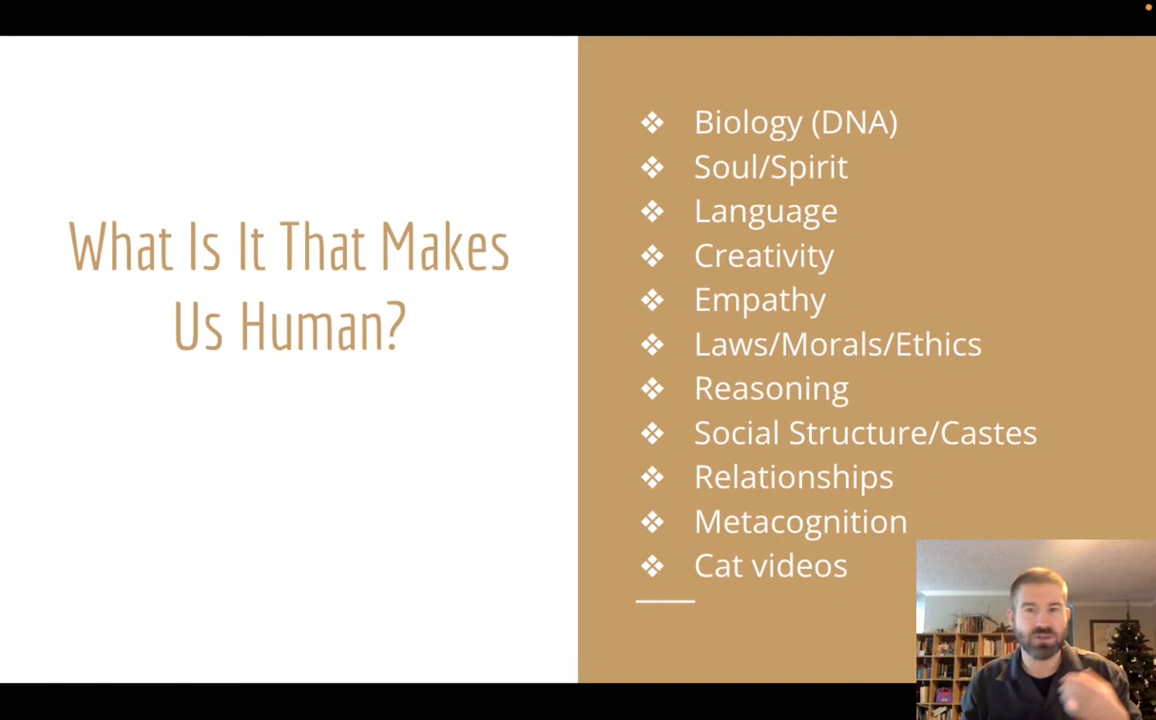 What Is It That Makes
Us Human?
Biology (DNA)
Soul/Spirit
Language
Creativity
Empathy
Laws/Morals/Ethics
Reasoning
Social Structure/Castes
Relationships
Metacognition
Cat videos